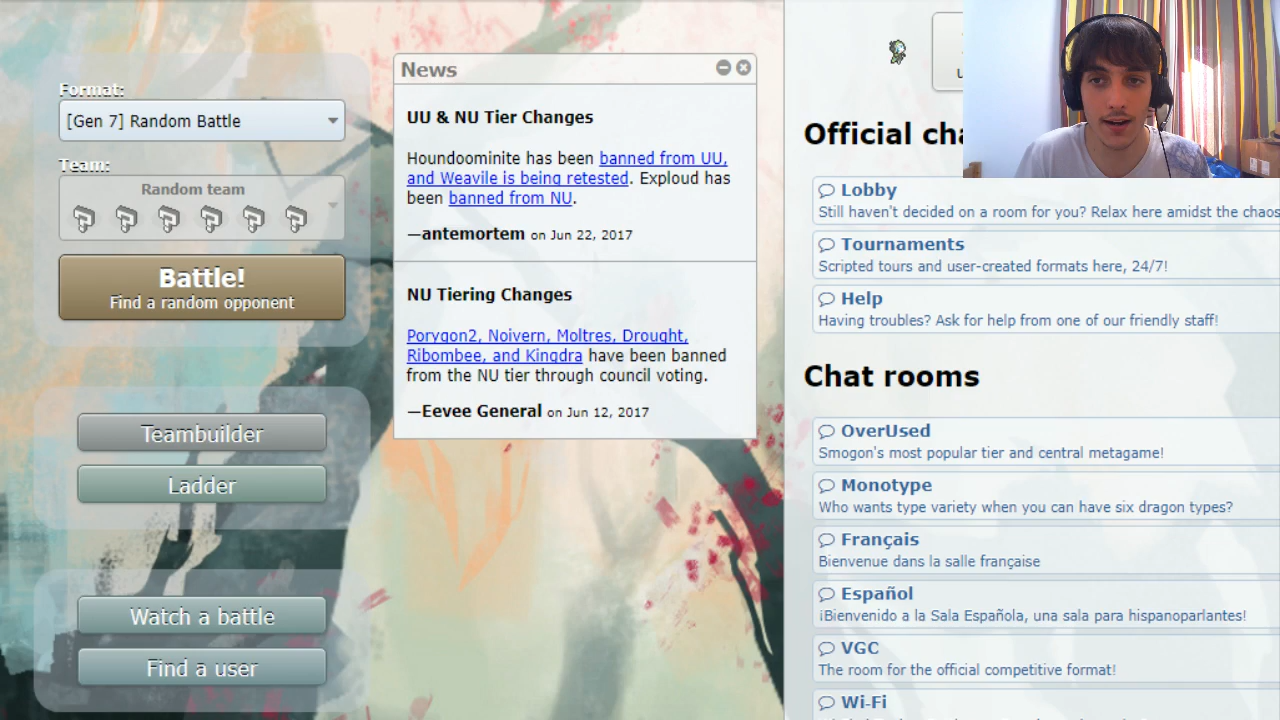 Format:
[Gen 7] Random Battle
Team:
Random team
Battle!
Find a random opponent
Teambuilder
Ladder
Watch a battle
Find a user
News
UU & NU Tier Changes
Houndoominite has been banned from UU,
and Weavile is being retested. Exploud has
been banned from NU.
—antemortem on Jun 22, 2017
NU Tiering Changes
Porygon2, Noivern, Moltres, Drought,
Ribombee, and Kingdra have been banned
from the NU tier through council voting.
—Eevee General on Jun 12, 2017
Official cha
Lobby
Still haven't decided on a room for you? Relax here amidst the chaos
Tournaments
Scripted tours and user-created formats here, 24/7!
Help
Having troubles? Ask for help from one of our friendly staff!
Chat rooms
OverUsed
Smogon's most popular tier and central metagame!
Monotype
Who wants type variety when you can have six dragon types?
Français
Bienvenue dans la salle française
Español
¡Bienvenido a la Sala Española, una sala para hispanoparlantes!
VGC
The room for the official competitive format!
Wi-Fi